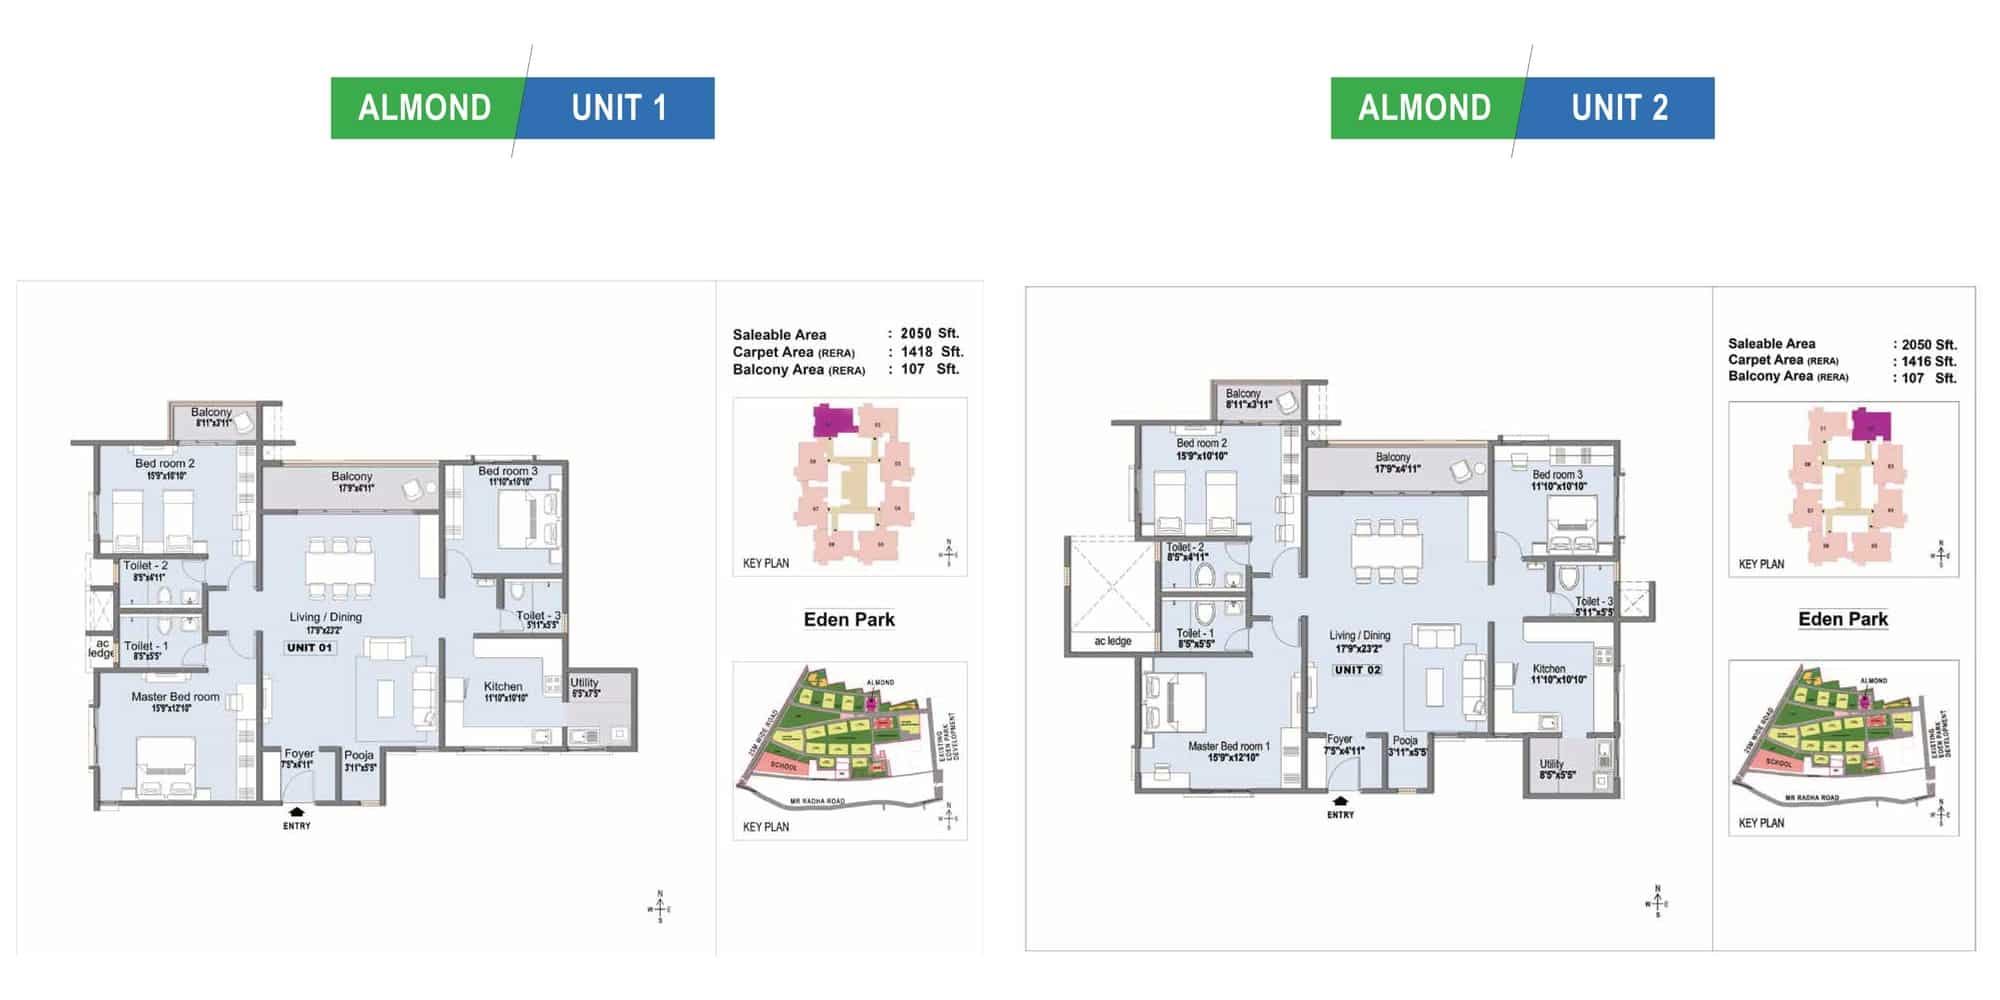 ALMOND UNIT 1
Saleable Area : 2050 Sft.
Carpet Area (RERA) : 1418 Sft.
Balcony Area (RERA) : 107 Sft.
Balcony
8'11"x3'11"
Bed room 2
15'9"x10'10"
Balcony
17'9"x4'11"
Bed room 3
11'10"x10'10"
Toilet - 2
8'5"x4'11"
Toilet - 1
8'5"x5'5"
ac
ledge
Living / Dining
17'9"x23'2"
UNIT 01
Toilet - 3
5'11"x5'5"
Master Bed room
15'9"x12'10"
Kitchen
11'10"x10'10"
Utility
6'5"x7'5"
Foyer
7'5"x4'11"
Pooja
3'11"x5'5"
ENTRY
N
W E
S
KEY PLAN
N
W E
S
Eden Park
ALMOND
25M WIDE ROAD
EXISTING
EDEN PARK
DEVELOPMENT
SCHOOL
MR RADHA ROAD
KEY PLAN
N
W E
S
ALMOND UNIT 2
Saleable Area : 2050 Sft.
Carpet Area (RERA) : 1416 Sft.
Balcony Area (RERA) : 107 Sft.
Balcony
8'11"x3'11"
Bed room 2
15'9"x10'10"
Balcony
17'9"x4'11"
Bed room 3
11'10"x10'10"
Toilet - 2
8'5"x4'11"
Toilet - 1
8'5"x5'5"
ac ledge
Living / Dining
17'9"x23'2"
UNIT 02
Toilet - 3
5'11"x5'5"
Kitchen
11'10"x10'10"
Master Bed room 1
15'9"x12'10"
Foyer
7'5"x4'11"
Pooja
3'11"x5'5"
Utility
8'5"x5'5"
ENTRY
N
W E
S
KEY PLAN
N
W E
S
Eden Park
ALMOND
25M WIDE ROAD
EXISTING
EDEN PARK
DEVELOPMENT
SCHOOL
MR RADHA ROAD
KEY PLAN
N
W E
S